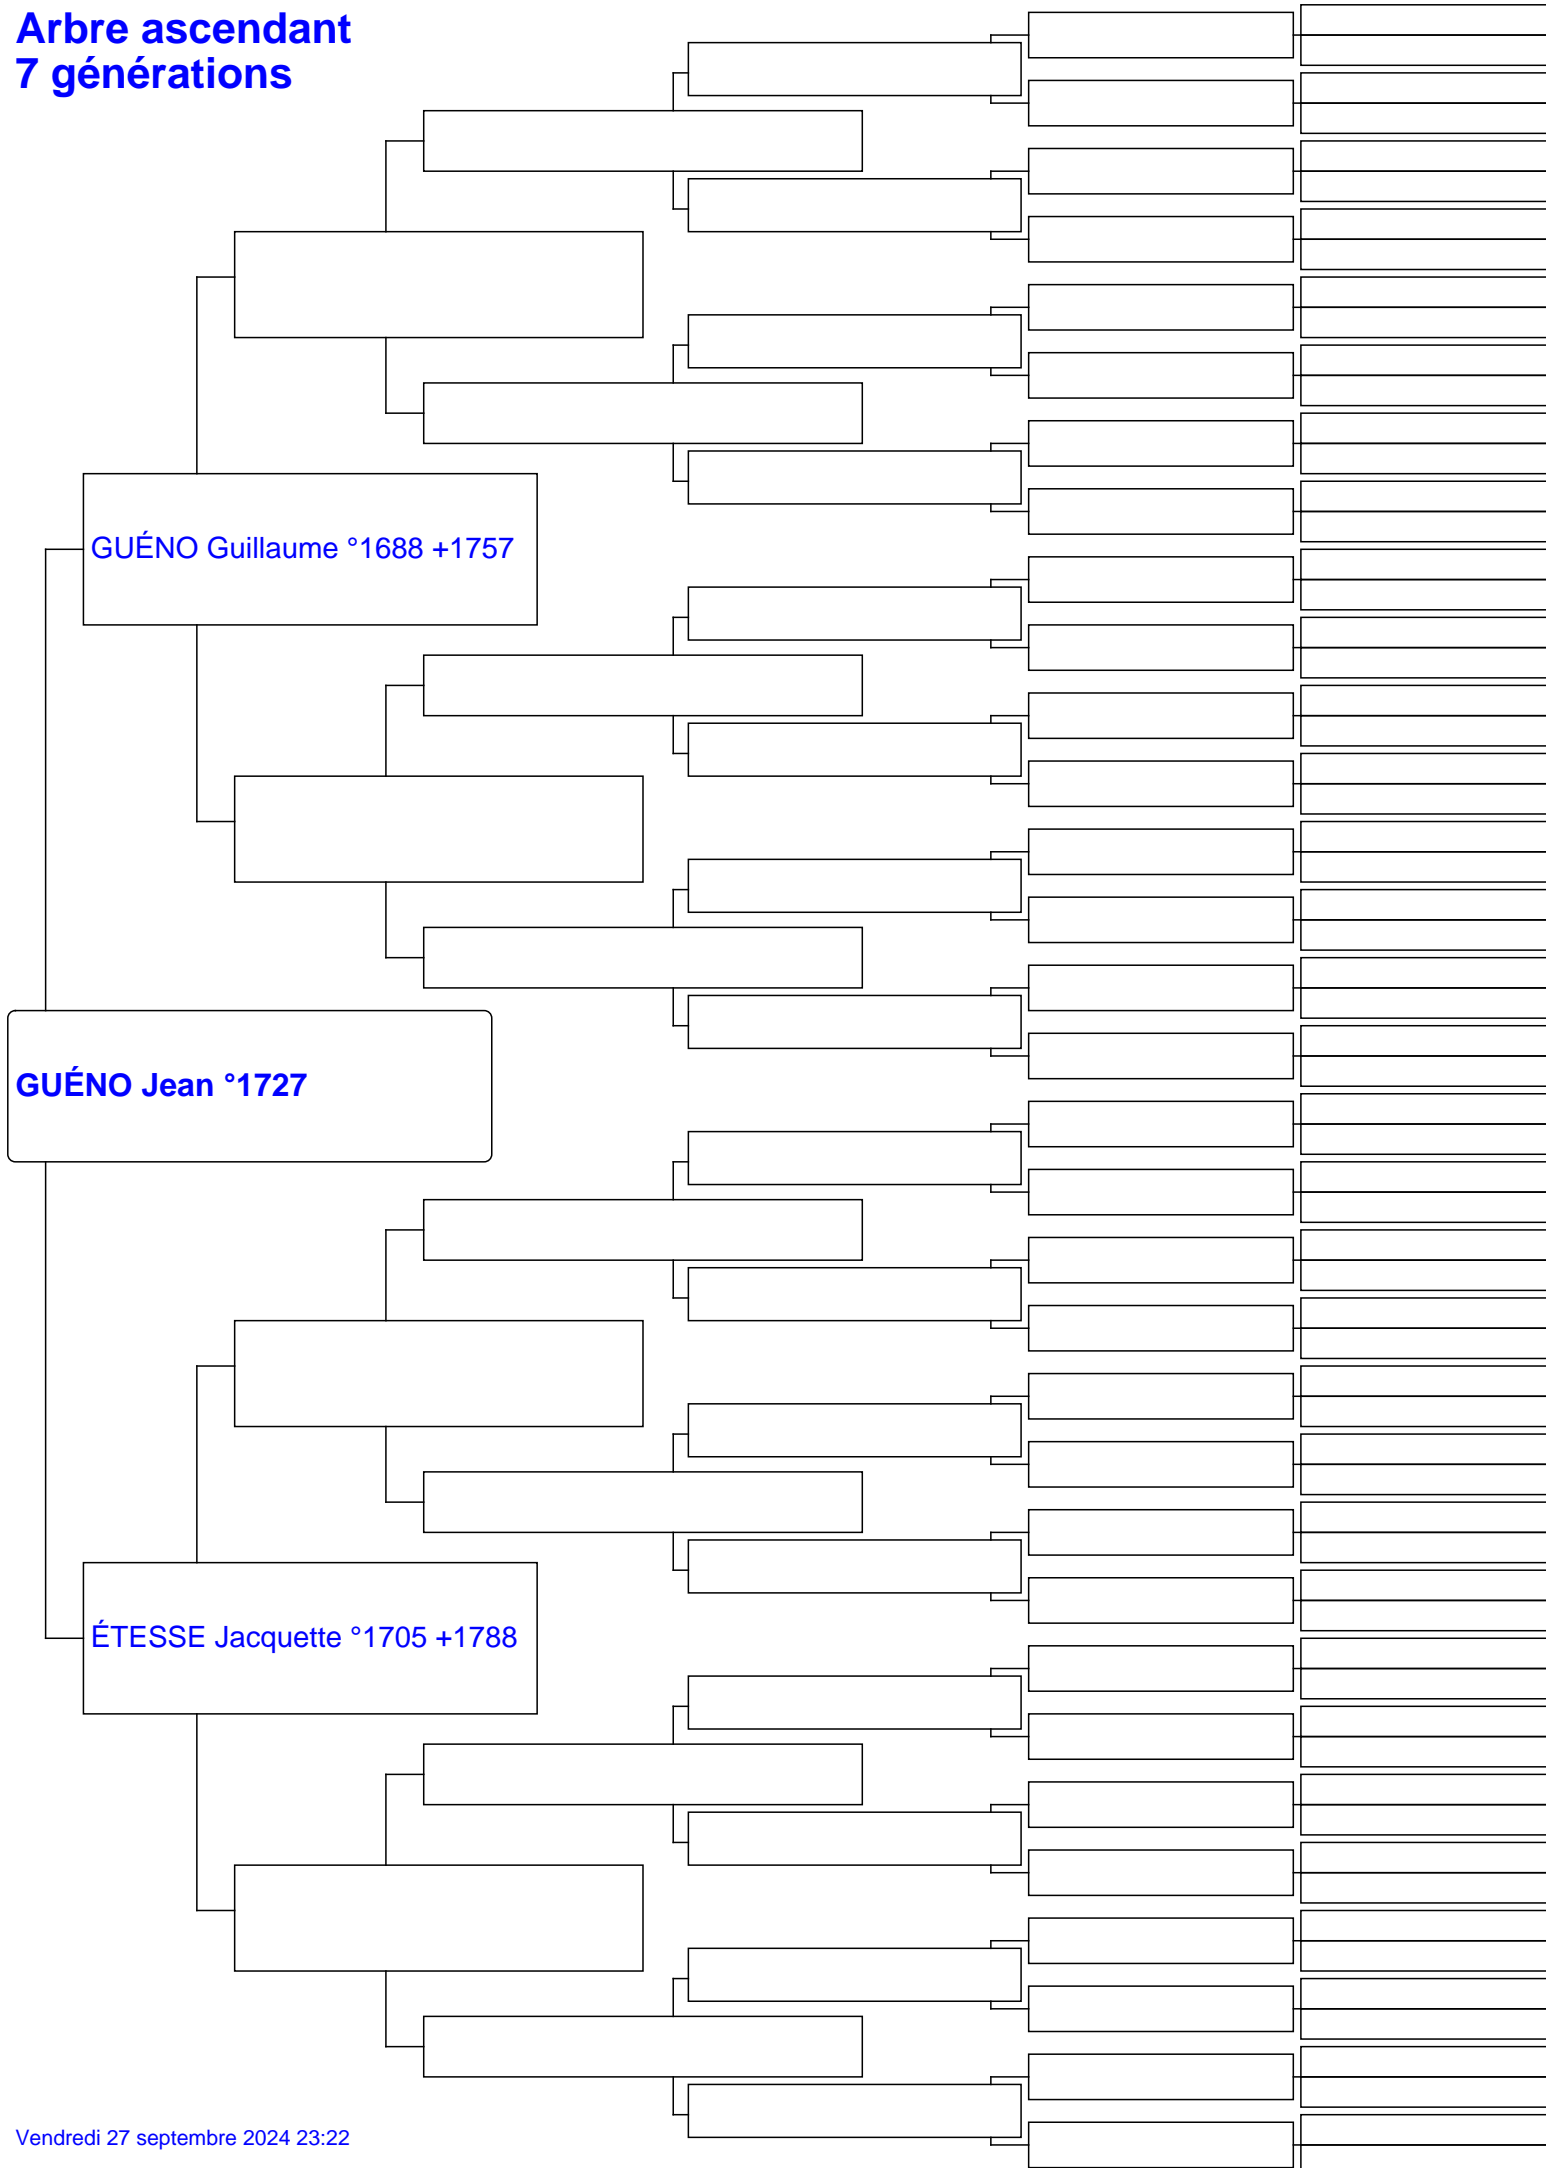 Arbre ascendant
7 générations
GUÉNO Guillaume °1688 +1757
GUÉNO Jean °1727
ÉTESSE Jacquette °1705 +1788
Vendredi 27 septembre 2024 23:22